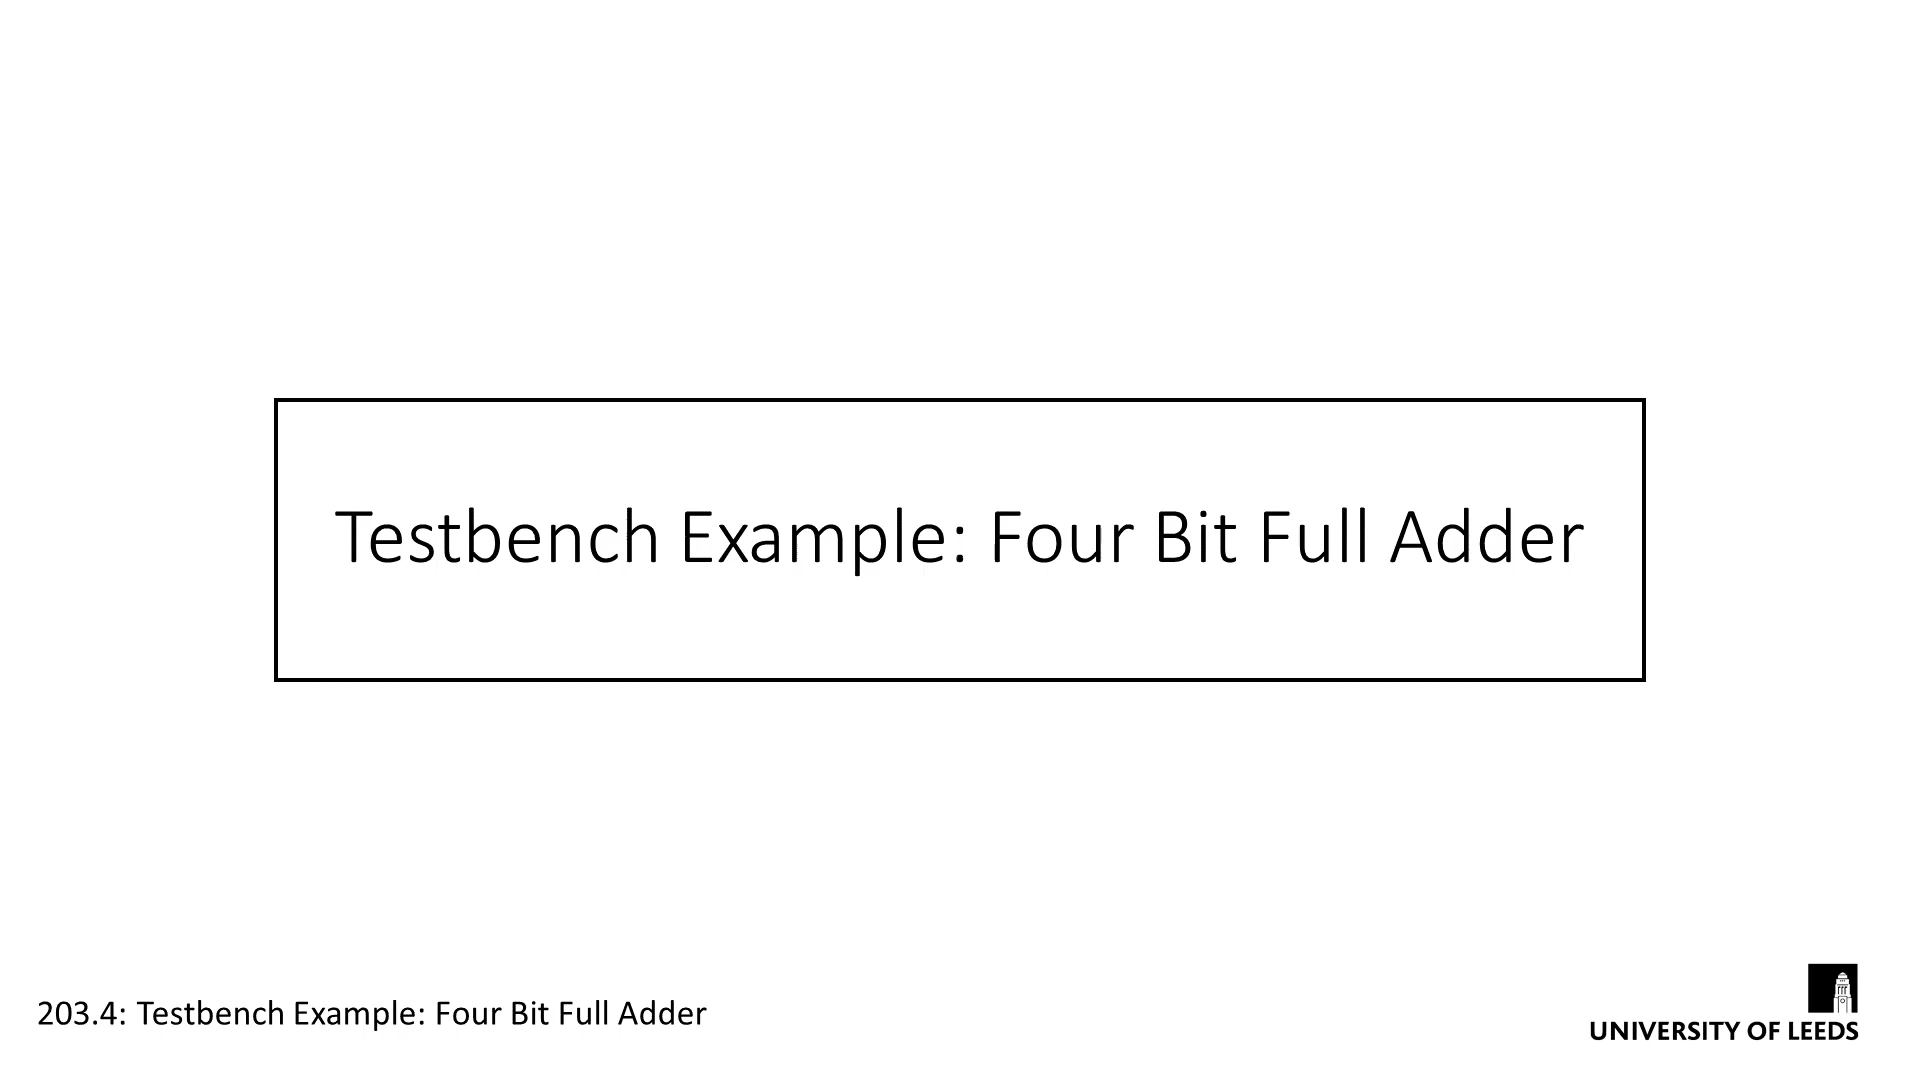 Testbench Example: Four Bit Full Adder
203.4: Testbench Example: Four Bit Full Adder
UNIVERSITY OF LEEDS